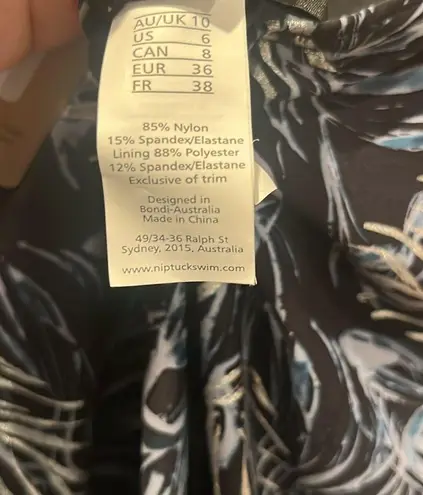 AU/UK 10
US 6
CAN 8
EUR 36
FR 38
85% Nylon
15% Spandex/Elastane
Lining 88% Polyester
12% Spandex/Elastane
Exclusive of trim
Designed in
Bondi-Australia
Made in China
49/34-36 Ralph St
Sydney, 2015, Australia
www.niptuckswim.com